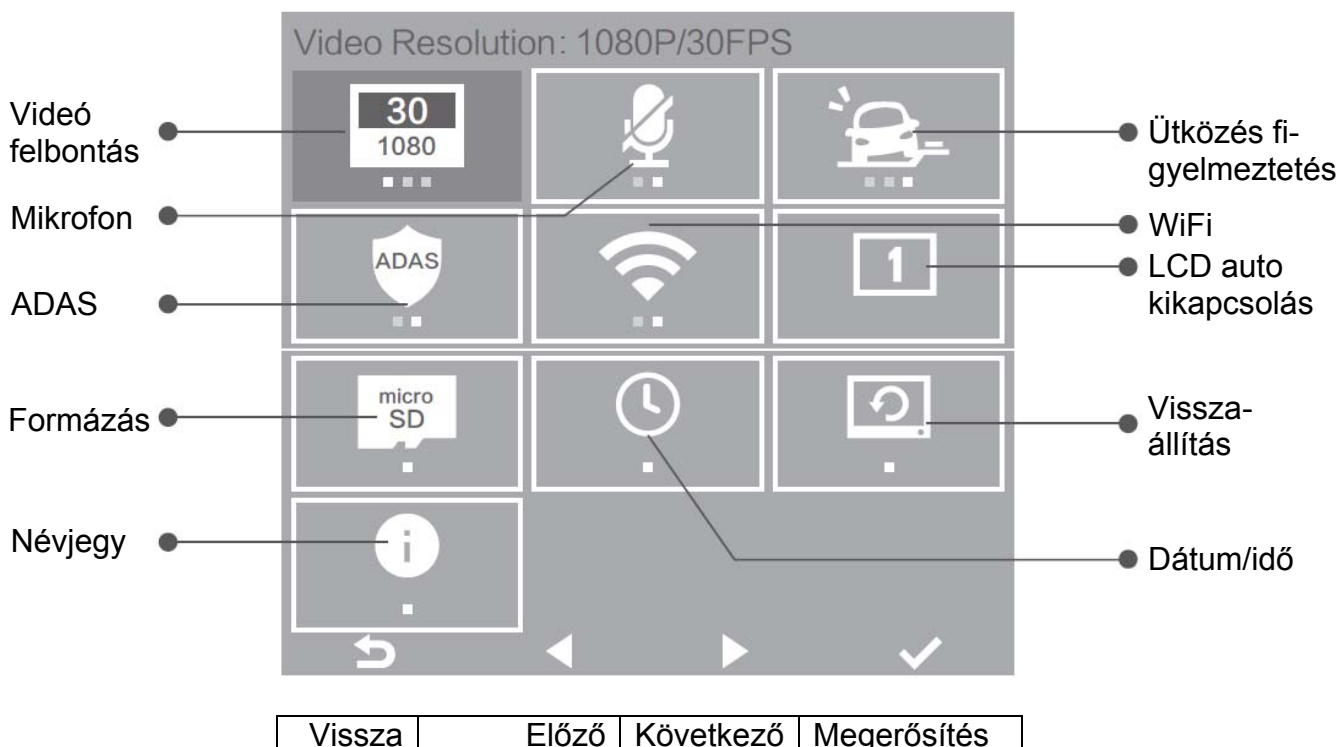 Video Resolution: 1080P/30FPS
Videó
felbontás
30
1080
Ütközés fi-
gyelmeztetés
Mikrofon
WiFi
ADAS
ADAS
1
LCD auto
kikapcsolás
Formázás
micro
SD
Vissza-
állítás
Névjegy
i
Dátum/idő
Vissza Előző Következő Megerősítés